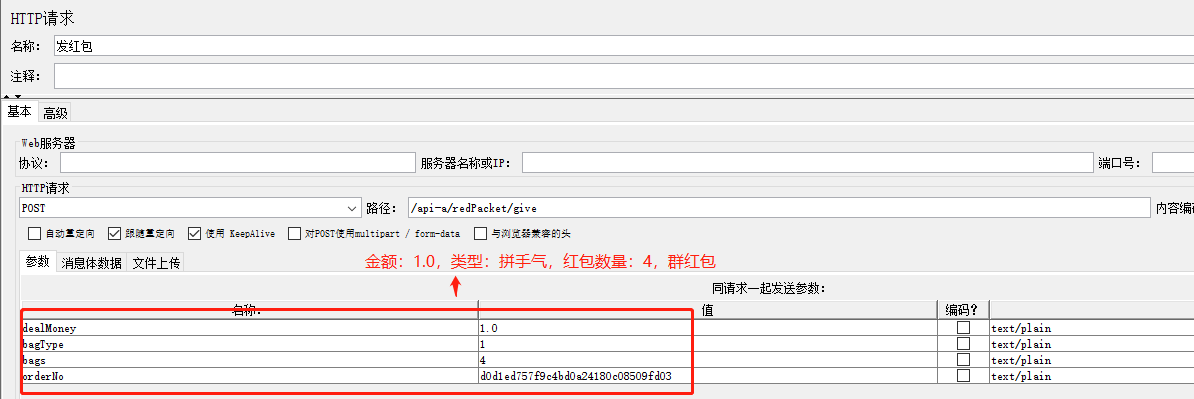 HTTP请求
名称： 发红包
注释：
基本 高级
Web服务器
协议： 服务器名称或IP： 端口号：
HTTP请求
POST 路径： /api-a/redPacket/give 内容编码
自动重定向 跟随重定向 使用 KeepAlive 对POST使用multipart / form-data 与浏览器兼容的头
参数 消息体数据 文件上传
金额：1.0，类型：拼手气，红包数量：4，群红包
同请求一起发送参数：
名称： 值 编码？
dealMoney 1.0 text/plain
bagType 1 text/plain
bags 4 text/plain
orderNo d0d1ed757f9c4bd0a24180c08509fd03 text/plain